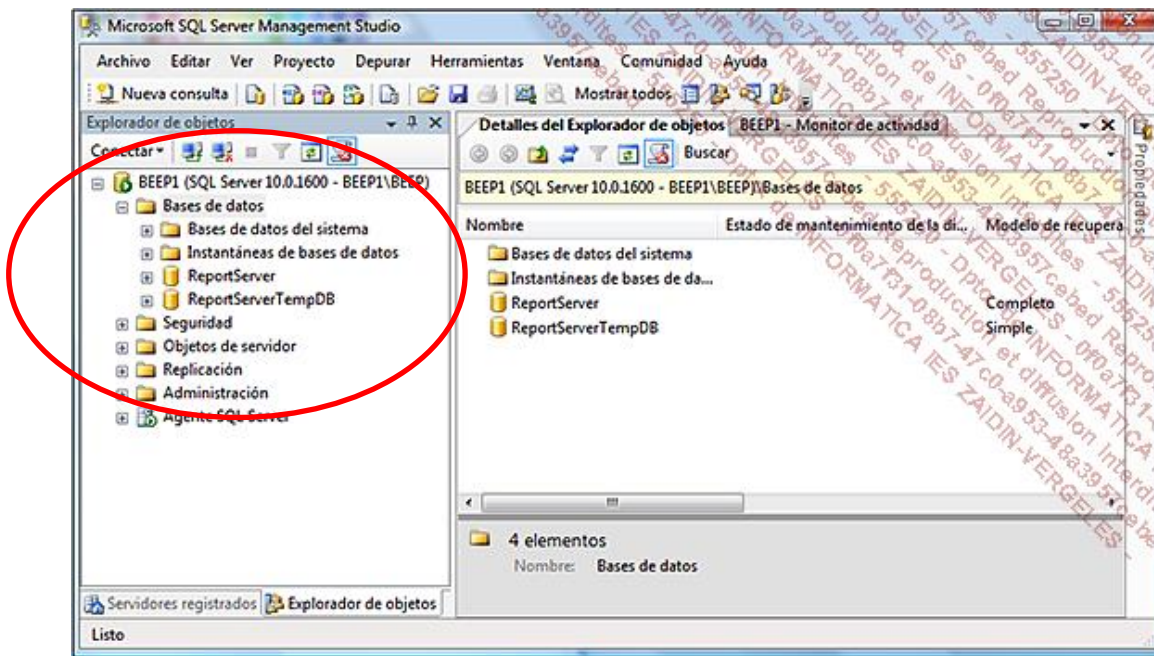 Microsoft SQL Server Management Studio
Archivo Editar Ver Proyecto Depurar Herramientas Ventana Comunidad Ayuda
Nueva consulta Mostrar todos
Explorador de objetos
Conectar
BEEP1 (SQL Server 10.0.1600 - BEEP1\BEEP)
Bases de datos
Bases de datos del sistema
Instantáneas de bases de datos
ReportServer
ReportServerTempDB
Seguridad
Objetos de servidor
Replicación
Administración
Agente SQL Server
Servidores registrados Explorador de objetos
Detalles del Explorador de objetos BEEP1 - Monitor de actividad
Buscar
BEEP1 (SQL Server 10.0.1600 - BEEP1\BEEP)\Bases de datos
Nombre Estado de mantenimiento de la di... Modelo de recupera
Bases de datos del sistema
Instantáneas de bases de da...
ReportServer Completo
ReportServerTempDB Simple
4 elementos
Nombre: Bases de datos
Propiedades
Listo